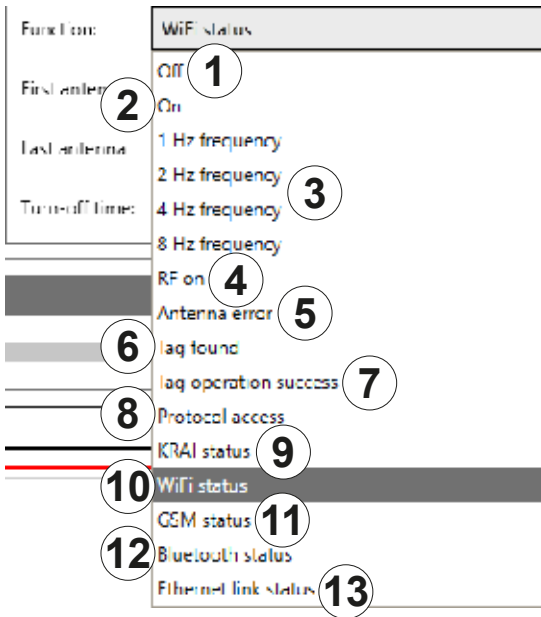 Function: WiFi status
Off 1
First anten
2 On
1 Hz frequency
Last antenna
2 Hz frequency
3
Turn-off time: 4 Hz frequency
8 Hz frequency
RF on 4
Antenna error 5
6 Tag found
Tag operation success 7
8 Protocol access
KRAI status 9
10 WiFi status
GSM status 11
12 Bluetooth status
Ethernet link status 13